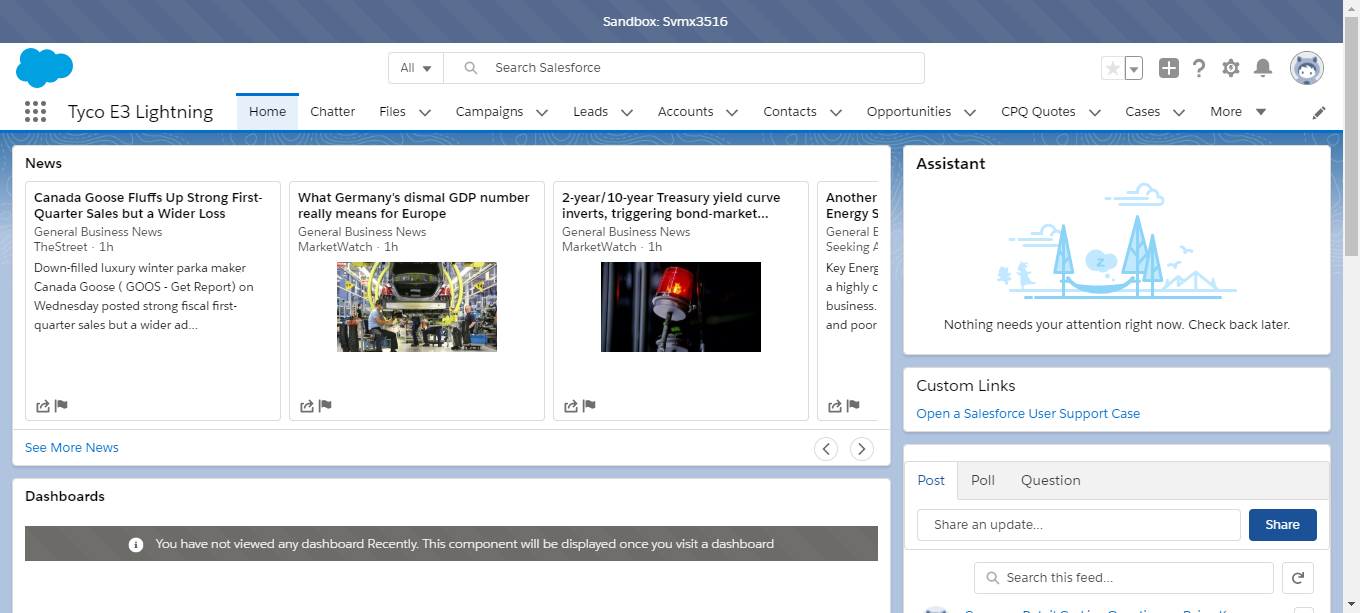 Sandbox: Svmx3516
All
Search Salesforce
Tyco E3 Lightning
Home
Chatter
Files
Campaigns
Leads
Accounts
Contacts
Opportunities
CPQ Quotes
Cases
More
News
Canada Goose Fluffs Up Strong First-
Quarter Sales but a Wider Loss
General Business News
TheStreet · 1h
Down-filled luxury winter parka maker
Canada Goose ( GOOS - Get Report) on
Wednesday posted strong fiscal first-
quarter sales but a wider ad...
What Germany's dismal GDP number
really means for Europe
General Business News
MarketWatch · 1h
2-year/10-year Treasury yield curve
inverts, triggering bond-market...
General Business News
MarketWatch · 1h
Another
Energy S
General B
Seeking A
Key Energ
a highly c
business.
and poor
See More News
Dashboards
You have not viewed any dashboard Recently. This component will be displayed once you visit a dashboard
Assistant
Nothing needs your attention right now. Check back later.
Custom Links
Open a Salesforce User Support Case
Post
Poll
Question
Share an update...
Share
Search this feed...